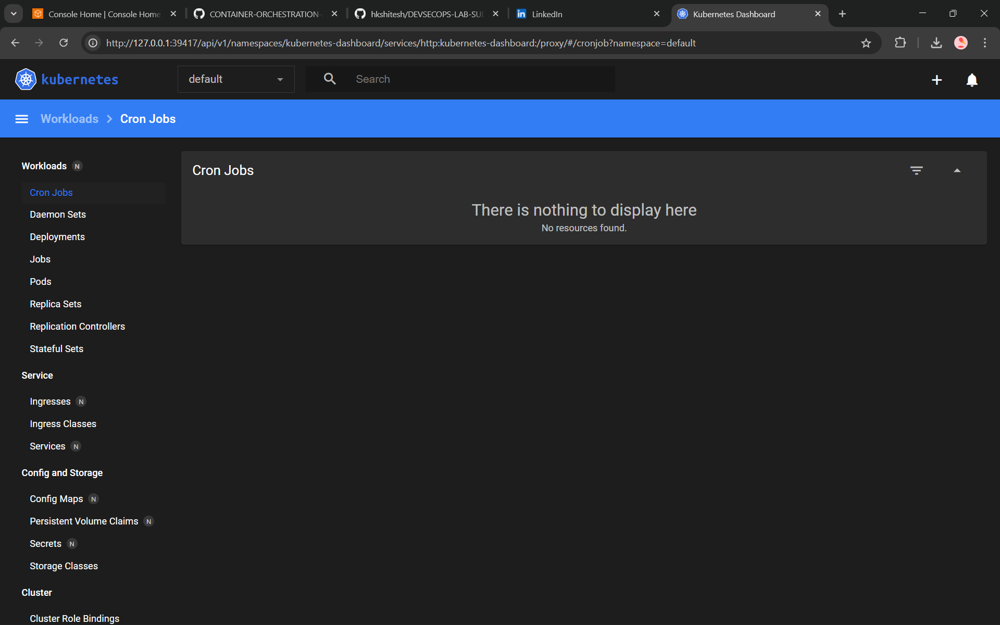 Console Home | Console Home
CONTAINER-ORCHESTRATION-
hkshitesh/DEVSECOPS-LAB-SUB
LinkedIn
Kubernetes Dashboard
http://127.0.0.1:39417/api/v1/namespaces/kubernetes-dashboard/services/http:kubernetes-dashboard:/proxy/#/cronjob?namespace=default
kubernetes
default
Search
Workloads
Cron Jobs
Workloads N
Cron Jobs
Daemon Sets
Deployments
Jobs
Pods
Replica Sets
Replication Controllers
Stateful Sets
Service
Ingresses N
Ingress Classes
Services N
Config and Storage
Config Maps N
Persistent Volume Claims N
Secrets N
Storage Classes
Cluster
Cluster Role Bindings
Cron Jobs
There is nothing to display here
No resources found.